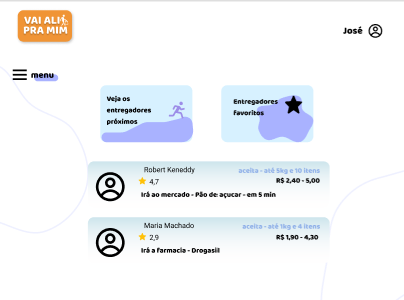 VAI ALI
PRA MIM
José
menu
Veja os
entregadores
próximos
Entregadores
favoritos
Robert Keneddy
aceita - até 5kg e 10 itens
4,7
R$ 2,40 - 5,00
Irá ao mercado - Pão de açucar - em 5 min
Maria Machado
aceita - até 1kg e 4 itens
2,9
R$ 1,90 - 4,30
Irá a farmacia - Drogasil